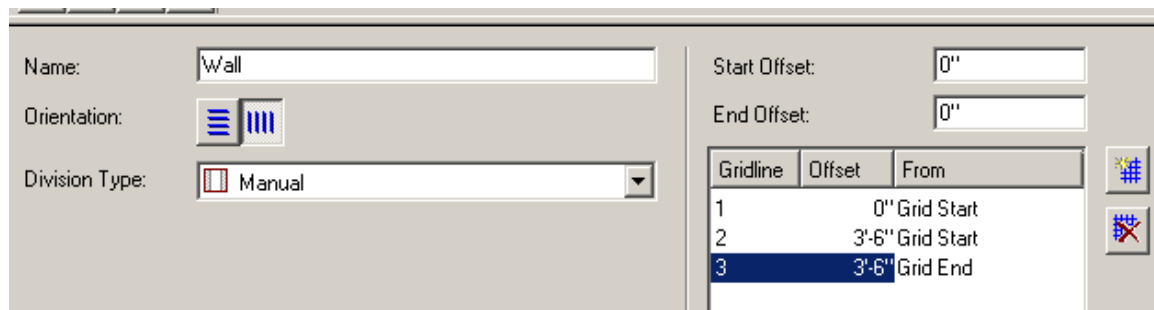 Name: Wall
Orientation:
Division Type: Manual
Start Offset: 0"
End Offset: 0"
Gridline Offset From
1 0" Grid Start
2 3'-6" Grid Start
3 3'-6" Grid End